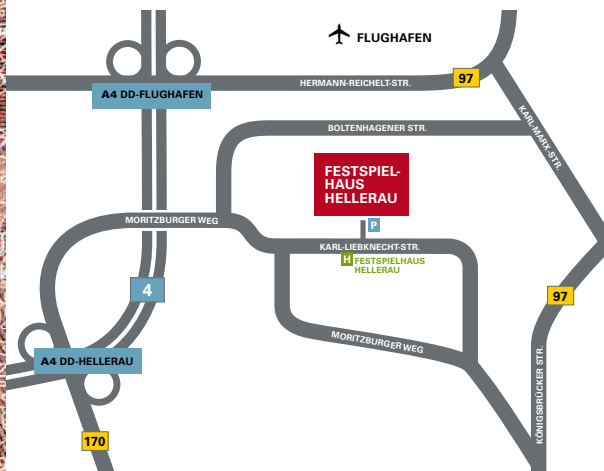 FLUGHAFEN
97
HERMANN-REICHELT-STR.
A4 DD-FLUGHAFEN
KARL-MARX-STR.
BOLTENHAGENER STR.
FESTSPIEL-
HAUS
HELLERAU
P
MORITZBURGER WEG
KARL-LIEBKNECHT-STR.
H FESTSPIELHAUS
HELLERAU
4
97
MORITZBURGER WEG
A4 DD-HELLERAU
KÖNIGSBRÜCKER STR.
170